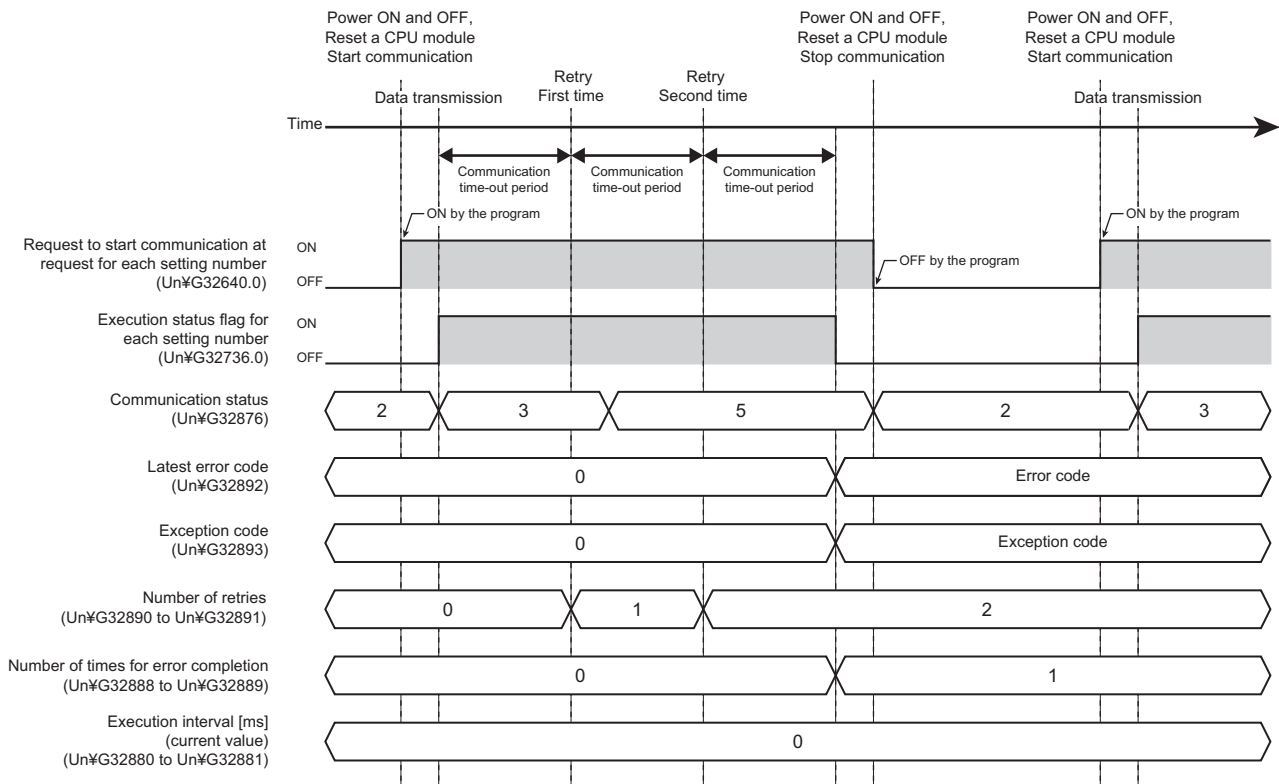 Power ON and OFF,
Reset a CPU module
Start communication
Power ON and OFF,
Reset a CPU module
Stop communication
Power ON and OFF,
Reset a CPU module
Start communication
Data transmission
Retry
First time
Retry
Second time
Data transmission
Time
Communication
time-out period
Communication
time-out period
Communication
time-out period
ON by the program
ON by the program
Request to start communication at
request for each setting number
(Un¥G32640.0)
ON
OFF
OFF by the program
Execution status flag for
each setting number
(Un¥G32736.0)
ON
OFF
Communication status
(Un¥G32876)
2
3
5
2
3
Latest error code
(Un¥G32892)
0
Error code
Exception code
(Un¥G32893)
0
Exception code
Number of retries
(Un¥G32890 to Un¥G32891)
0
1
2
Number of times for error completion
(Un¥G32888 to Un¥G32889)
0
1
Execution interval [ms]
(current value)
(Un¥G32880 to Un¥G32881)
0